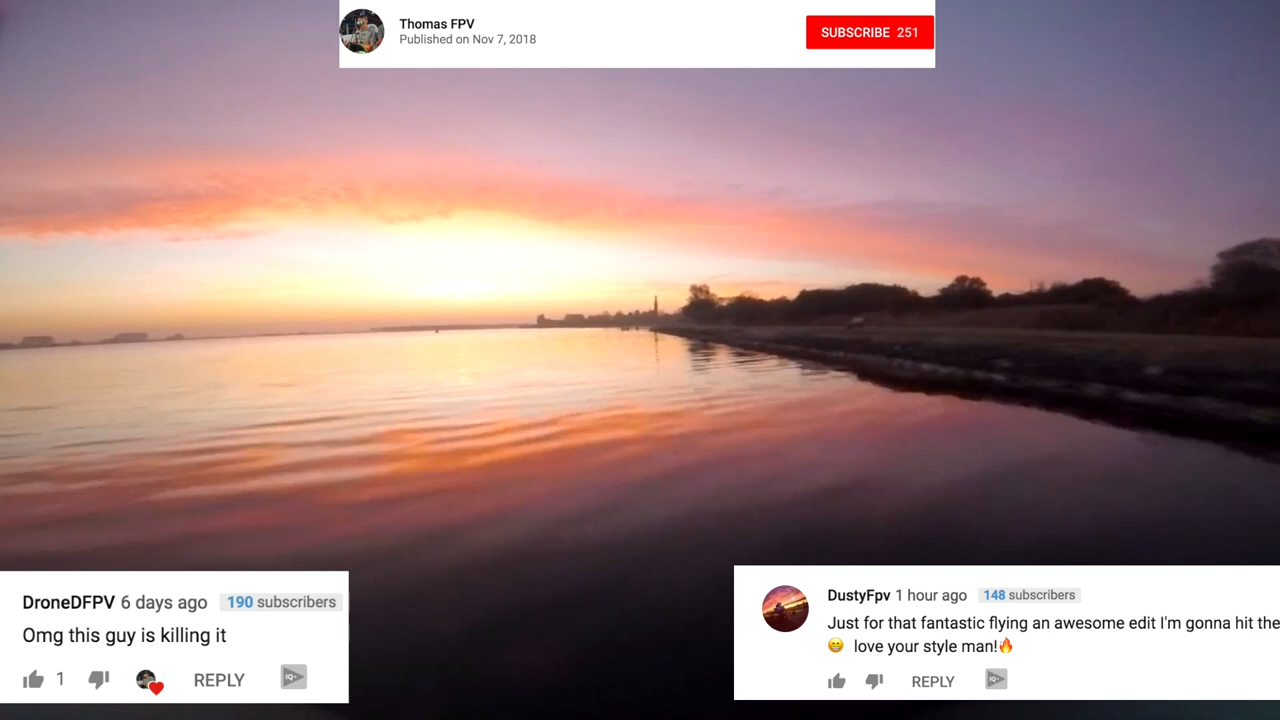 Thomas FPV
Published on Nov 7, 2018
SUBSCRIBE 251
DroneDFPV 6 days ago 190 subscribers
Omg this guy is killing it
1
REPLY
IQ+
DustyFpv 1 hour ago 148 subscribers
Just for that fantastic flying an awesome edit I'm gonna hit the
😁 love your style man!🔥
REPLY
IQ+